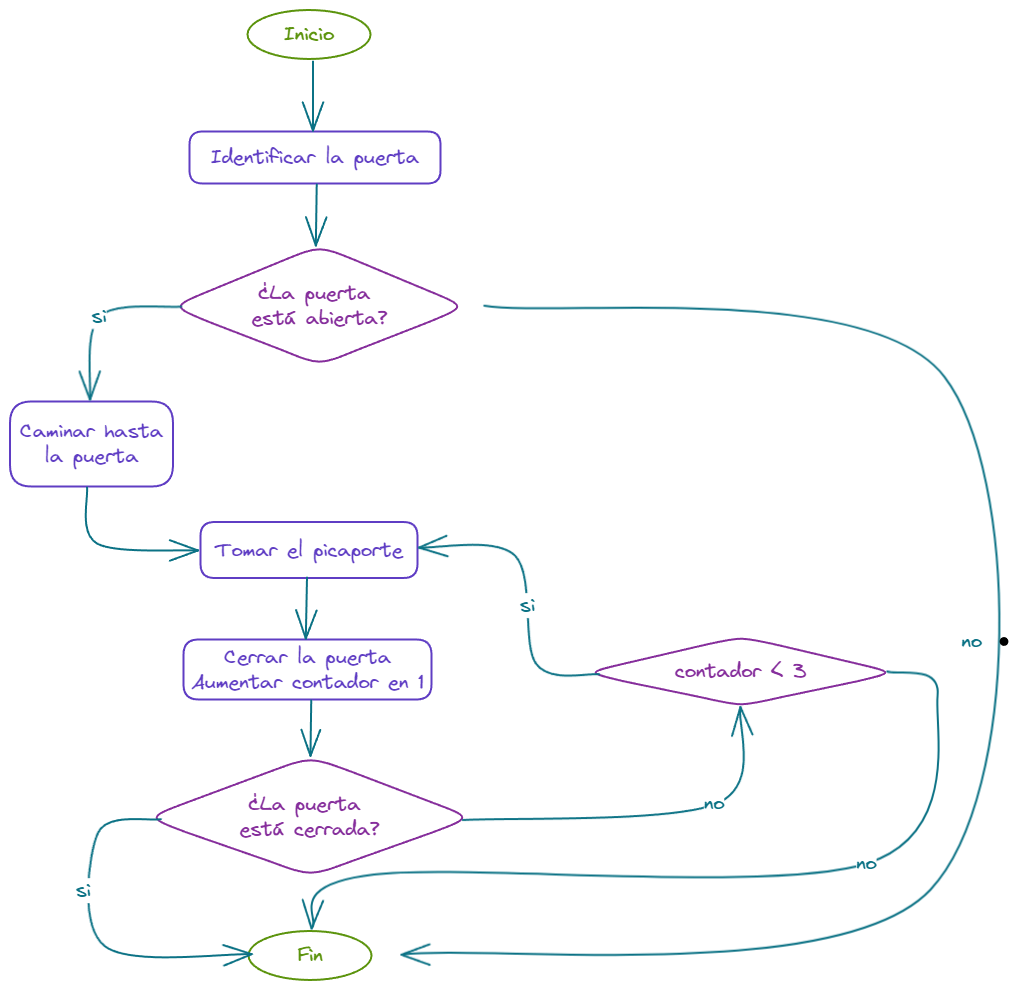 Inicio
Identificar la puerta
¿La puerta
está abierta?
si
Caminar hasta
la puerta
Tomar el picaporte
si
no
Cerrar la puerta
Aumentar contador en 1
contador < 3
¿La puerta
está cerrada?
no
no
si
Fin